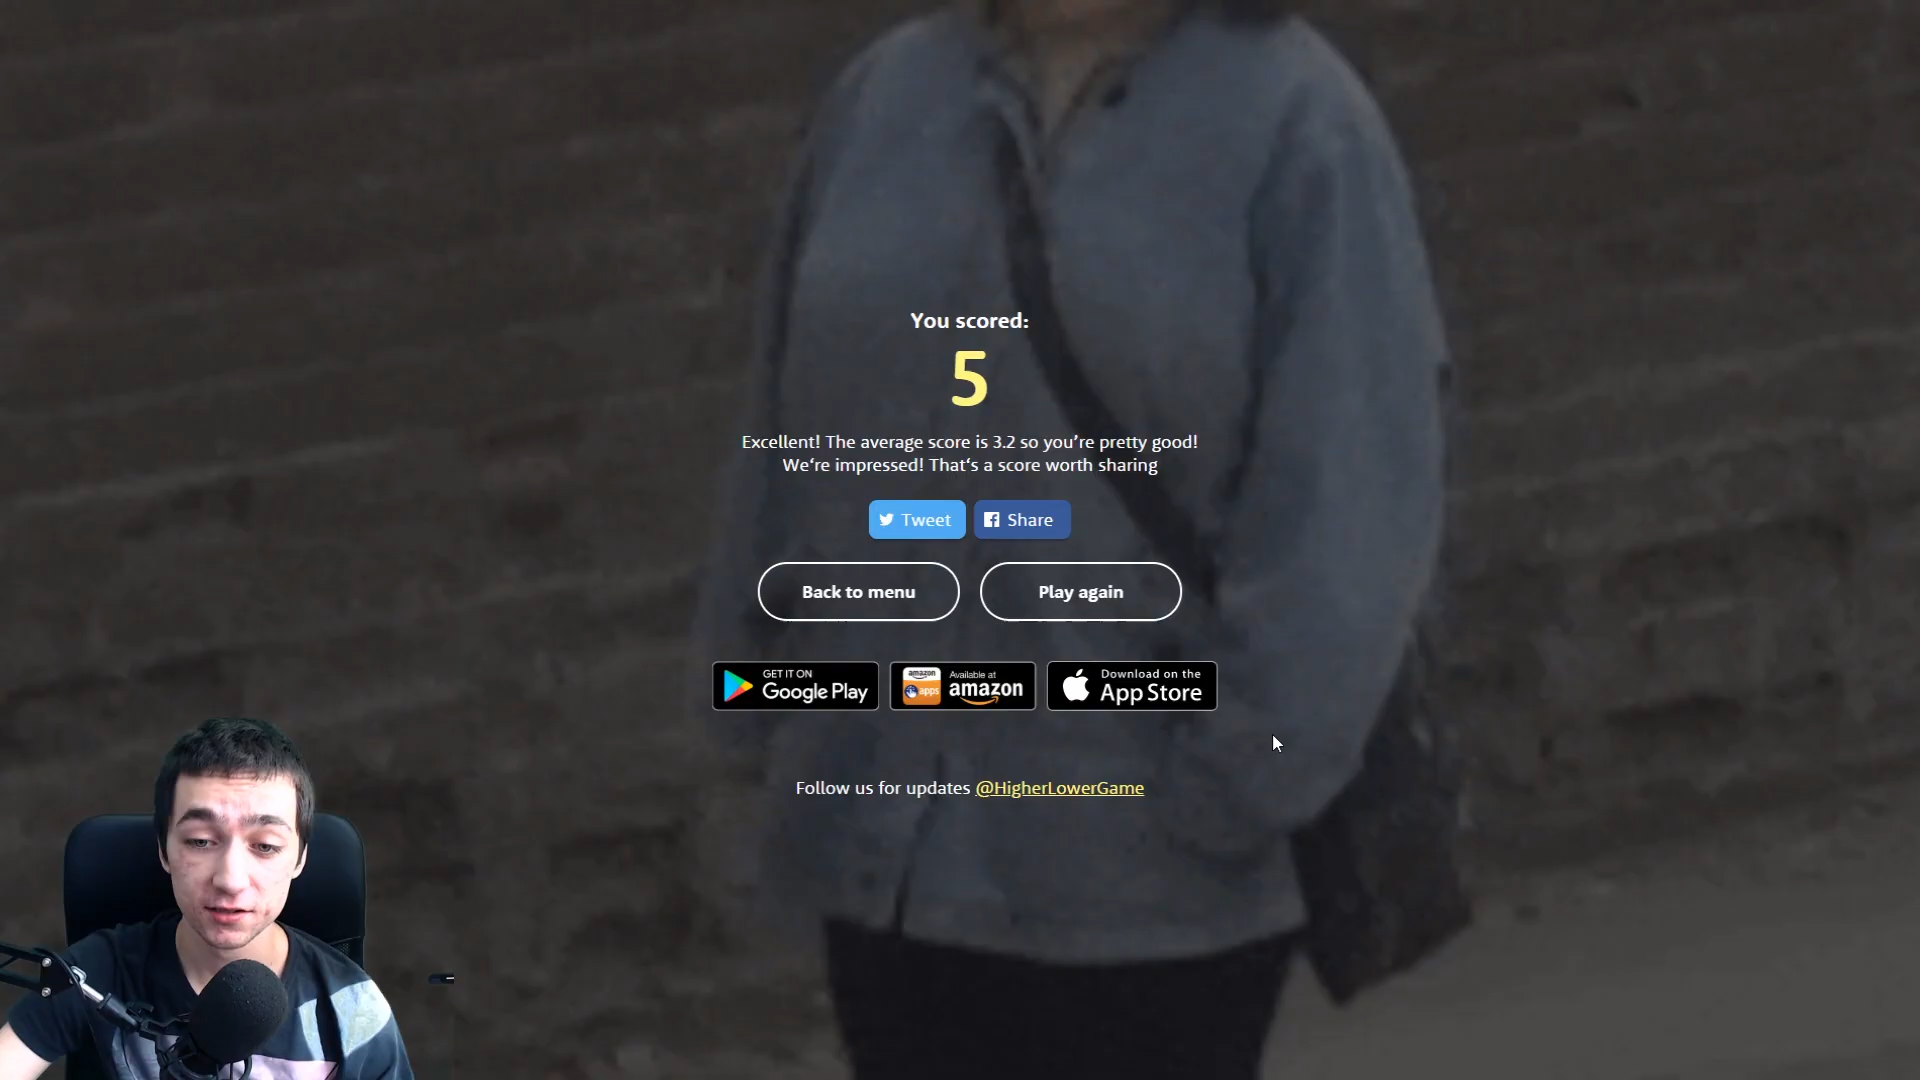 You scored:
5
Excellent! The average score is 3.2 so you’re pretty good!
We‘re impressed! That‘s a score worth sharing
Tweet
Share
Back to menu
Play again
GET IT ON
Google Play
amazon
apps
Available at
amazon
Download on the
App Store
Follow us for updates @HigherLowerGame